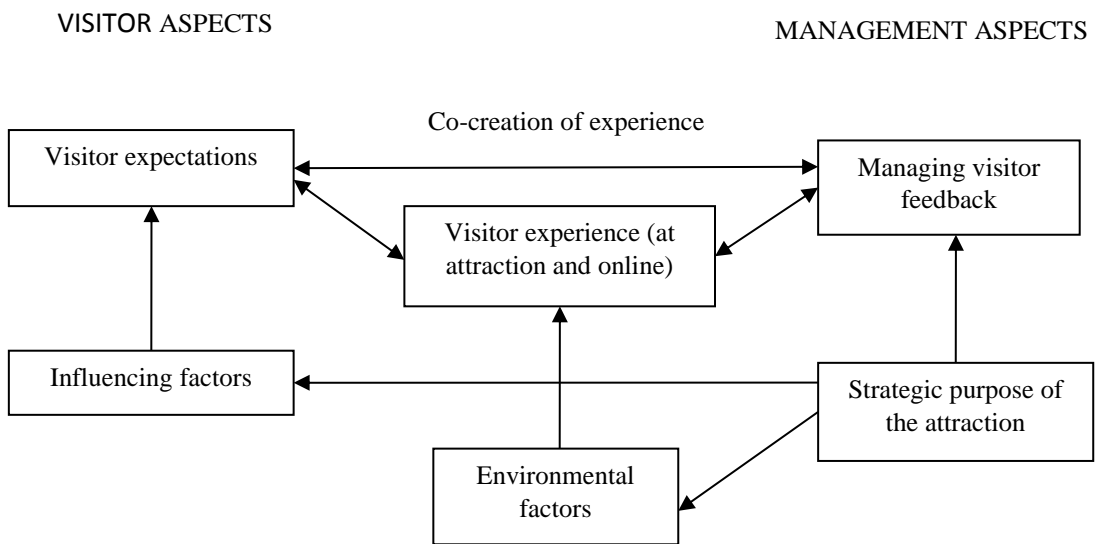 VISITOR ASPECTS
MANAGEMENT ASPECTS
Co-creation of experience
Visitor expectations
Managing visitor
feedback
Visitor experience (at
attraction and online)
Influencing factors
Strategic purpose of
the attraction
Environmental
factors